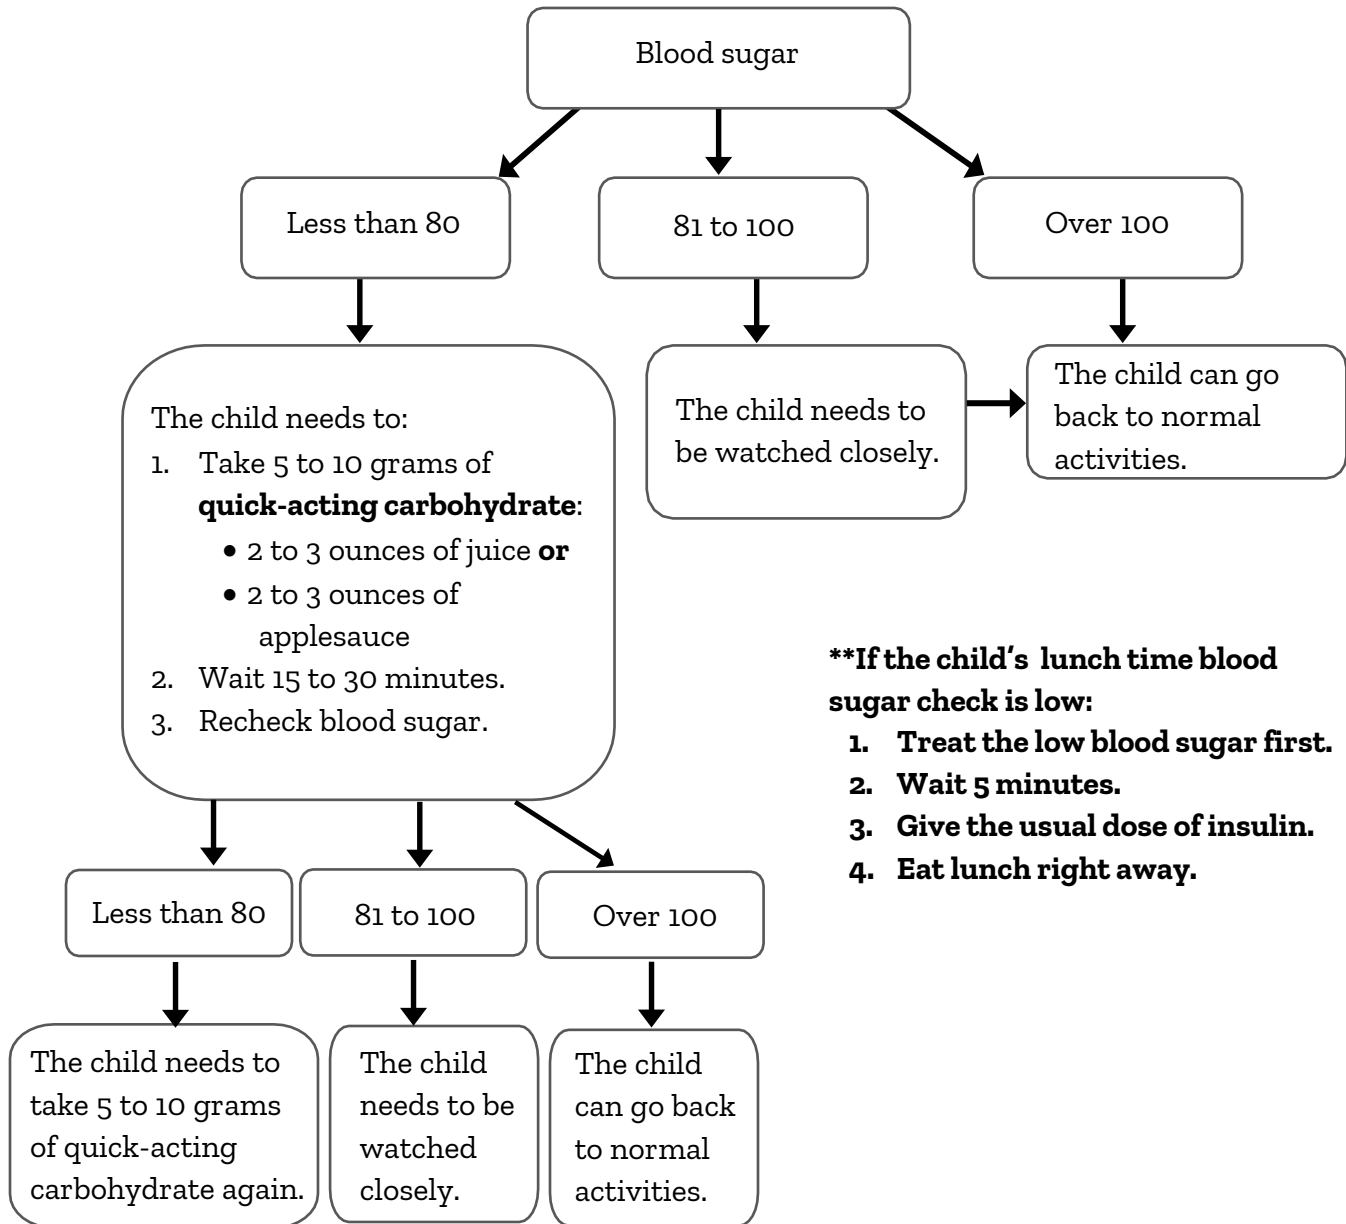 Blood sugar
Less than 80
81 to 100
Over 100
The child needs to:
1. Take 5 to 10 grams of
quick-acting carbohydrate:
• 2 to 3 ounces of juice or
• 2 to 3 ounces of
applesauce
2. Wait 15 to 30 minutes.
3. Recheck blood sugar.
The child needs to
be watched closely.
The child can go
back to normal
activities.
**If the child's lunch time blood
sugar check is low:
1. Treat the low blood sugar first.
2. Wait 5 minutes.
3. Give the usual dose of insulin.
4. Eat lunch right away.
Less than 80
81 to 100
Over 100
The child needs to
take 5 to 10 grams
of quick-acting
carbohydrate again.
The child
needs to be
watched
closely.
The child
can go back
to normal
activities.